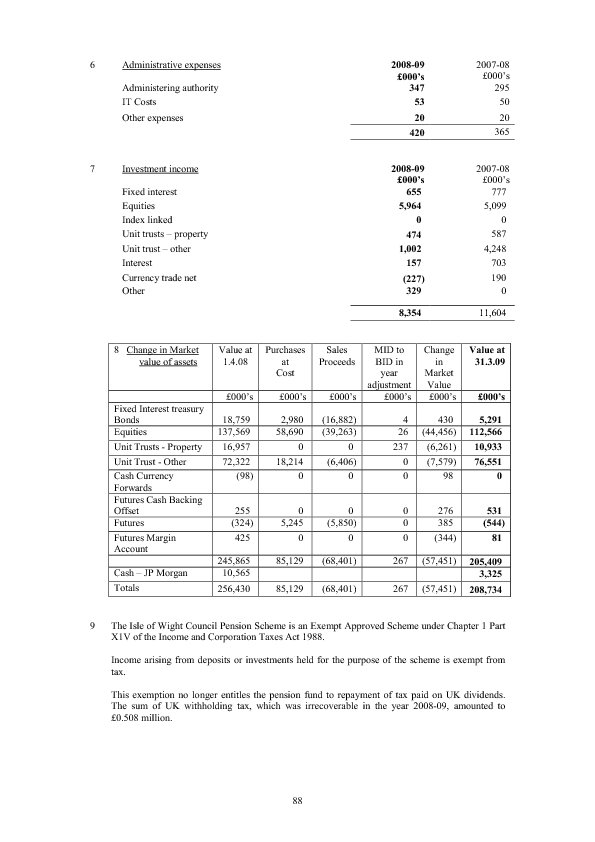 6 Administrative expenses 2008-09 2007-08
£000’s £000’s
Administering authority 347 295
IT Costs 53 50
Other expenses 20 20
420 365
7 Investment income 2008-09 2007-08
£000’s £000’s
Fixed interest 655 777
Equities 5,964 5,099
Index linked 0 0
Unit trusts – property 474 587
Unit trust – other 1,002 4,248
Interest 157 703
Currency trade net (227) 190
Other 329 0
8,354 11,604
8 Change in Market Value at Purchases Sales MID to Change Value at
value of assets 1.4.08 at Proceeds BID in in 31.3.09
Cost year Market
adjustment Value
£000’s £000’s £000’s £000’s £000’s £000’s
Fixed Interest treasury
Bonds 18,759 2,980 (16,882) 4 430 5,291
Equities 137,569 58,690 (39,263) 26 (44,456) 112,566
Unit Trusts - Property 16,957 0 0 237 (6,261) 10,933
Unit Trust - Other 72,322 18,214 (6,406) 0 (7,579) 76,551
Cash Currency (98) 0 0 0 98 0
Forwards
Futures Cash Backing
Offset 255 0 0 0 276 531
Futures (324) 5,245 (5,850) 0 385 (544)
Futures Margin 425 0 0 0 (344) 81
Account
245,865 85,129 (68,401) 267 (57,451) 205,409
Cash – JP Morgan 10,565 3,325
Totals 256,430 85,129 (68,401) 267 (57,451) 208,734
9 The Isle of Wight Council Pension Scheme is an Exempt Approved Scheme under Chapter 1 Part
X1V of the Income and Corporation Taxes Act 1988.
Income arising from deposits or investments held for the purpose of the scheme is exempt from
tax.
This exemption no longer entitles the pension fund to repayment of tax paid on UK dividends.
The sum of UK withholding tax, which was irrecoverable in the year 2008-09, amounted to
£0.508 million.
88